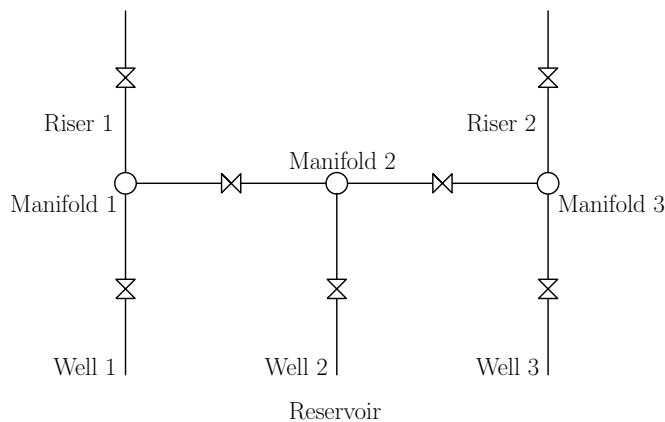 Riser 1
Riser 2
Manifold 2
Manifold 1
Manifold 3
Well 1
Well 2
Well 3
Reservoir